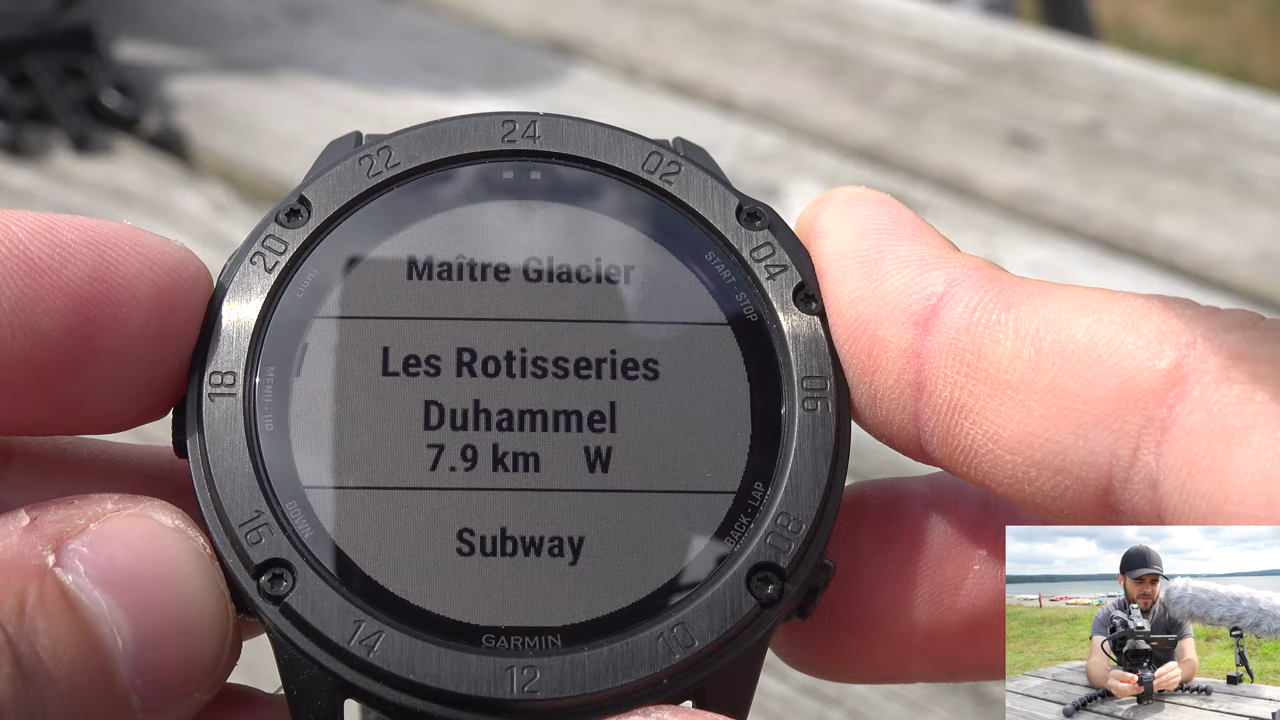 24
22
02
20
04
LIGHT
START - STOP
Maître Glacier
Les Rotisseries
Duhammel
7.9 km W
Subway
18
MENU - UP
06
16
DOWN
BACK - LAP
08
14
GARMIN
10
12